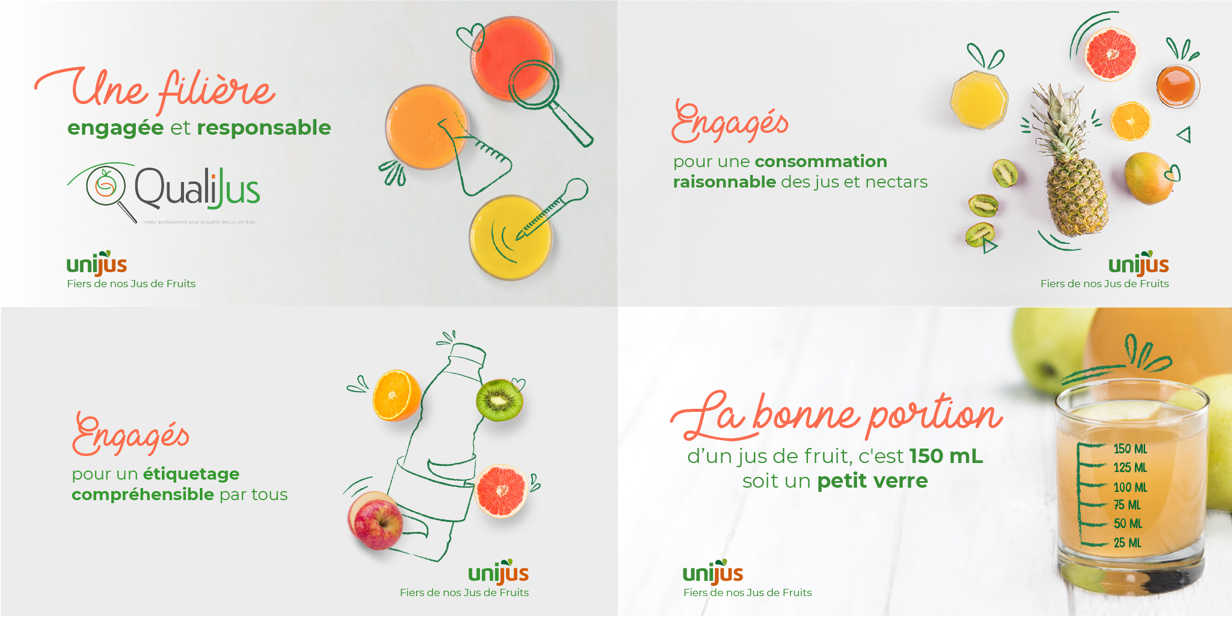 Une filière
engagée et responsable
QualiJus
unijus
Fiers de nos Jus de Fruits
Engagés
pour une consommation
raisonnable des jus et nectars
unijus
Fiers de nos Jus de Fruits
Engagés
pour un étiquetage
compréhensible par tous
unijus
Fiers de nos Jus de Fruits
La bonne portion
d'un jus de fruit, c'est 150 mL
soit un petit verre
150 ML
125 ML
100 ML
75 ML
50 ML
25 ML
unijus
Fiers de nos Jus de Fruits